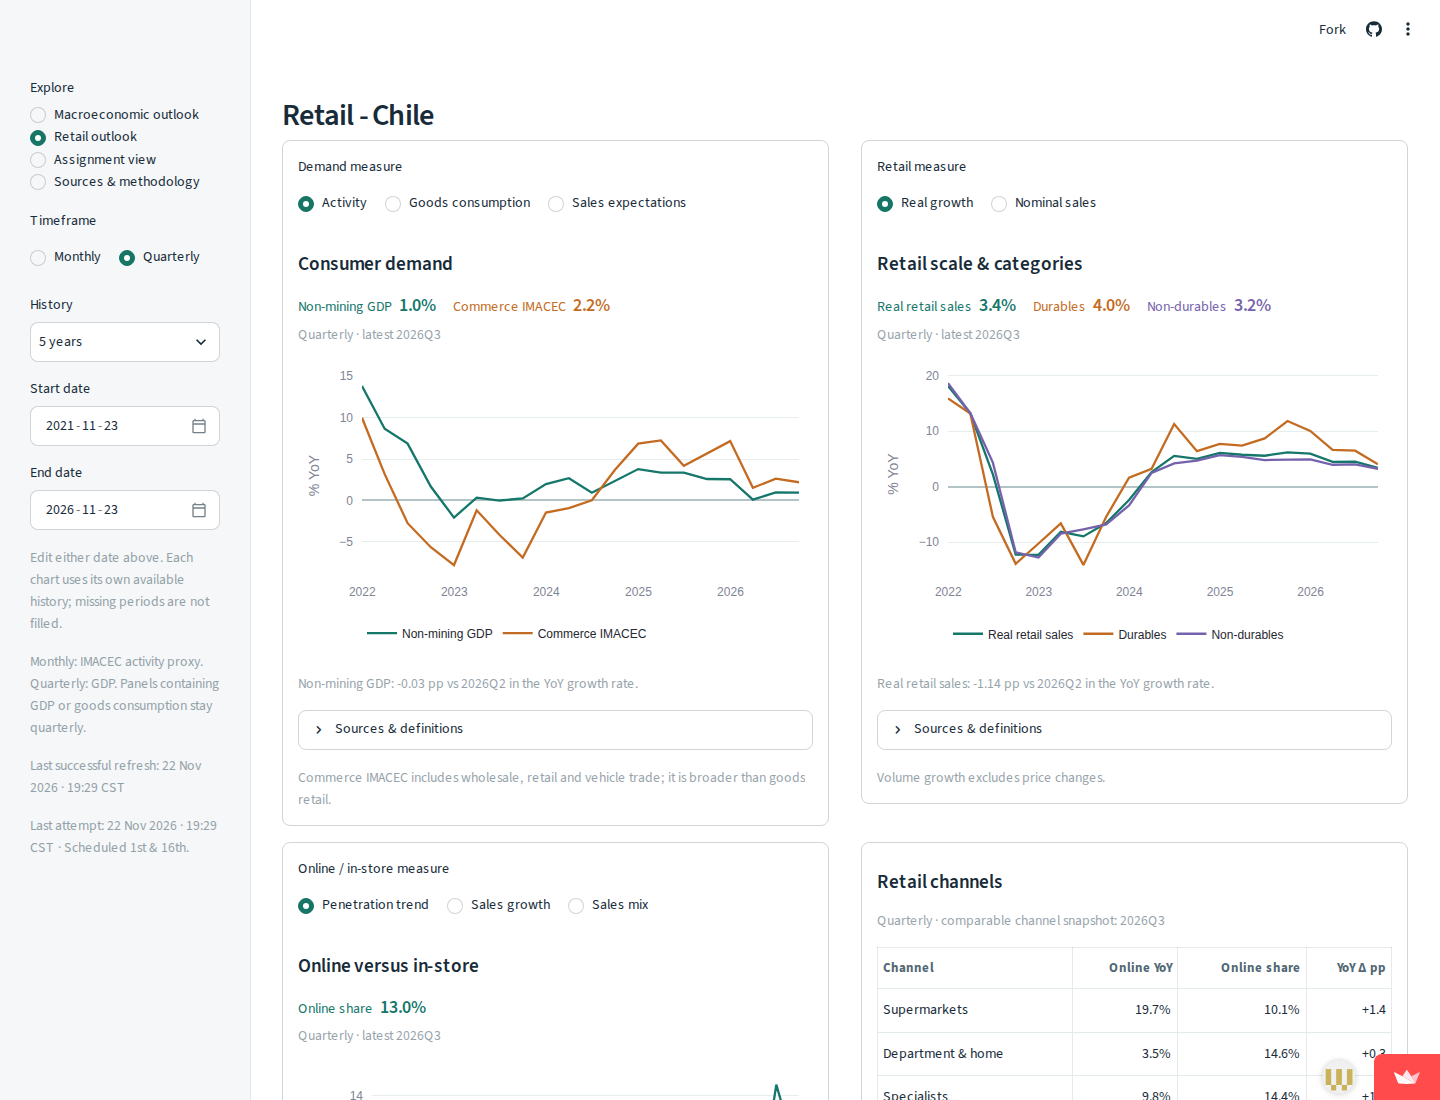 Fork
Explore
Macroeconomic outlook
Retail outlook
Assignment view
Sources & methodology
Timeframe
Monthly
Quarterly
History
5 years
Start date
2021-11-23
End date
2026-11-23
Edit either date above. Each
chart uses its own available
history; missing periods are not
filled.
Monthly: IMACEC activity proxy.
Quarterly: GDP. Panels containing
GDP or goods consumption stay
quarterly.
Last successful refresh: 22 Nov
2026 · 19:29 CST
Last attempt: 22 Nov 2026 · 19:29
CST · Scheduled 1st & 16th.
Retail - Chile
Demand measure
Activity
Goods consumption
Sales expectations
Consumer demand
Non-mining GDP 1.0% Commerce IMACEC 2.2%
Quarterly · latest 2026Q3
15
10
5
0
−5
% YoY
2022 2023 2024 2025 2026
Non-mining GDP
Commerce IMACEC
Non-mining GDP: -0.03 pp vs 2026Q2 in the YoY growth rate.
Sources & definitions
Commerce IMACEC includes wholesale, retail and vehicle trade; it is broader than goods
retail.
Retail measure
Real growth
Nominal sales
Retail scale & categories
Real retail sales 3.4% Durables 4.0% Non-durables 3.2%
Quarterly · latest 2026Q3
20
10
0
−10
% YoY
2022 2023 2024 2025 2026
Real retail sales
Durables
Non-durables
Real retail sales: -1.14 pp vs 2026Q2 in the YoY growth rate.
Sources & definitions
Volume growth excludes price changes.
Online / in-store measure
Penetration trend
Sales growth
Sales mix
Online versus in-store
Online share 13.0%
Quarterly · latest 2026Q3
14
Retail channels
Quarterly · comparable channel snapshot: 2026Q3
Channel Online YoY Online share YoY Δ pp
Supermarkets 19.7% 10.1% +1.4
Department & home 3.5% 14.6%
Specialists 9.8% 14.4%